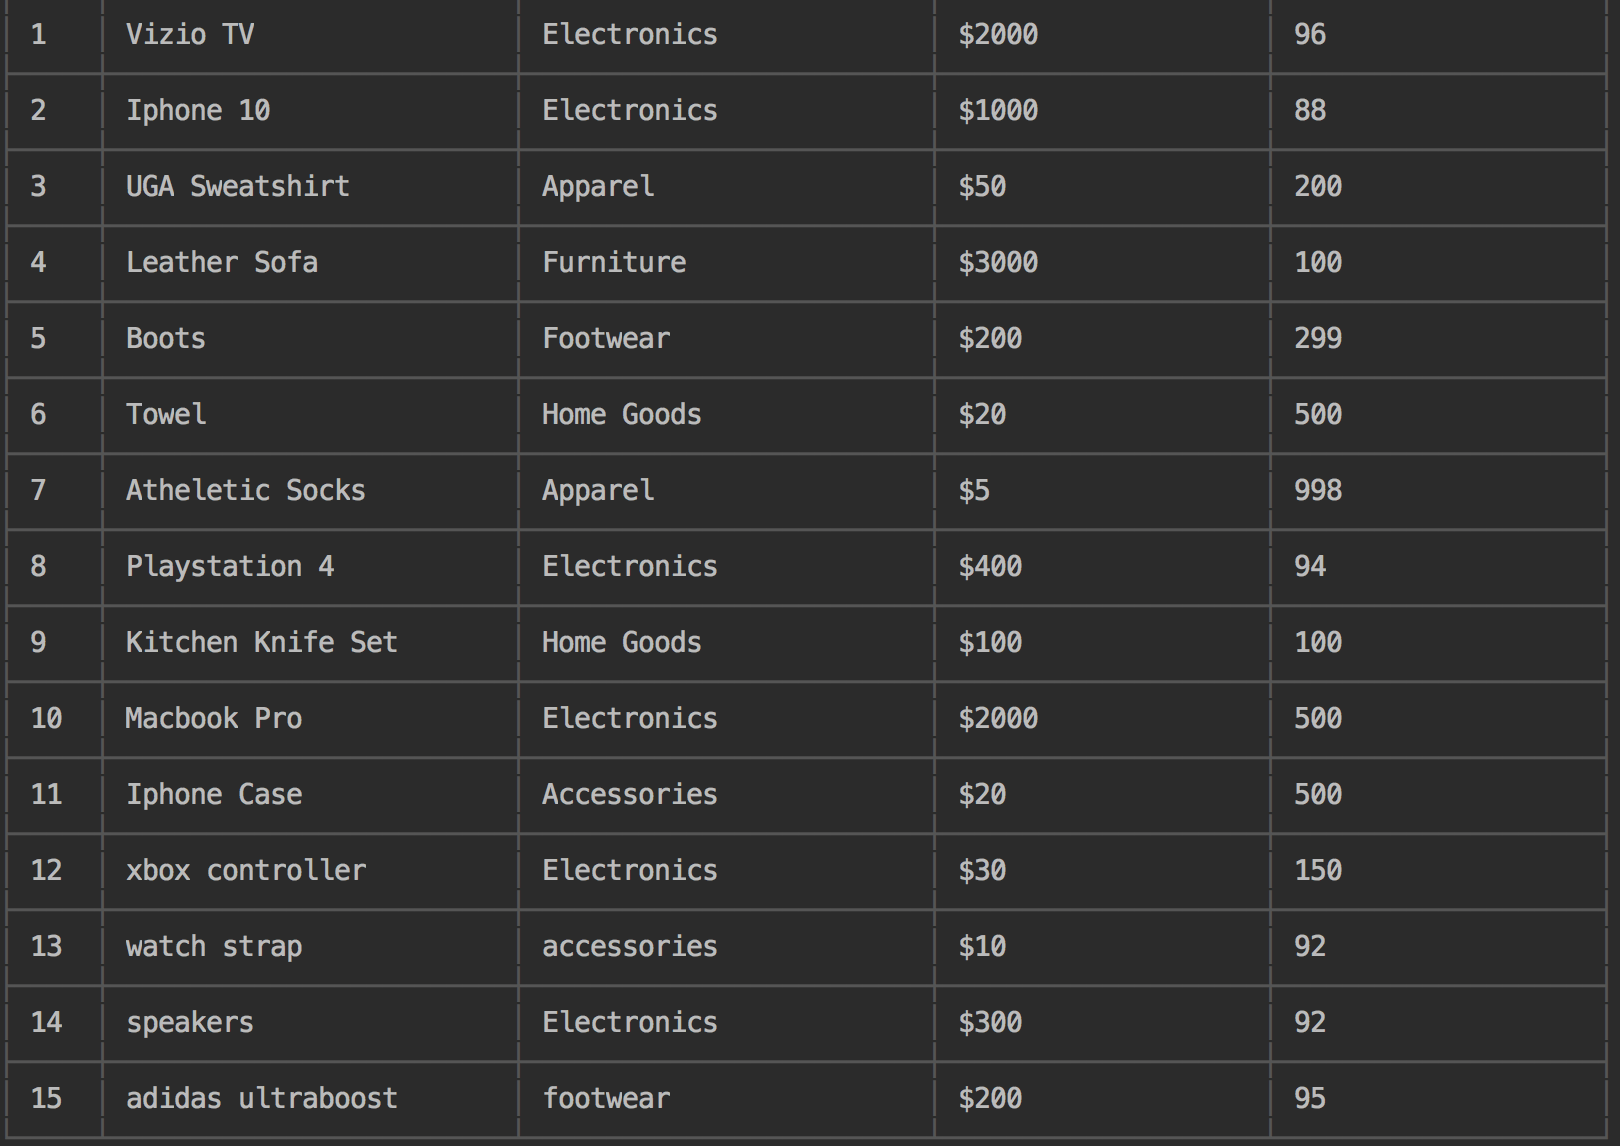 1 Vizio TV Electronics $2000 96
2 Iphone 10 Electronics $1000 88
3 UGA Sweatshirt Apparel $50 200
4 Leather Sofa Furniture $3000 100
5 Boots Footwear $200 299
6 Towel Home Goods $20 500
7 Atheletic Socks Apparel $5 998
8 Playstation 4 Electronics $400 94
9 Kitchen Knife Set Home Goods $100 100
10 Macbook Pro Electronics $2000 500
11 Iphone Case Accessories $20 500
12 xbox controller Electronics $30 150
13 watch strap accessories $10 92
14 speakers Electronics $300 92
15 adidas ultraboost footwear $200 95